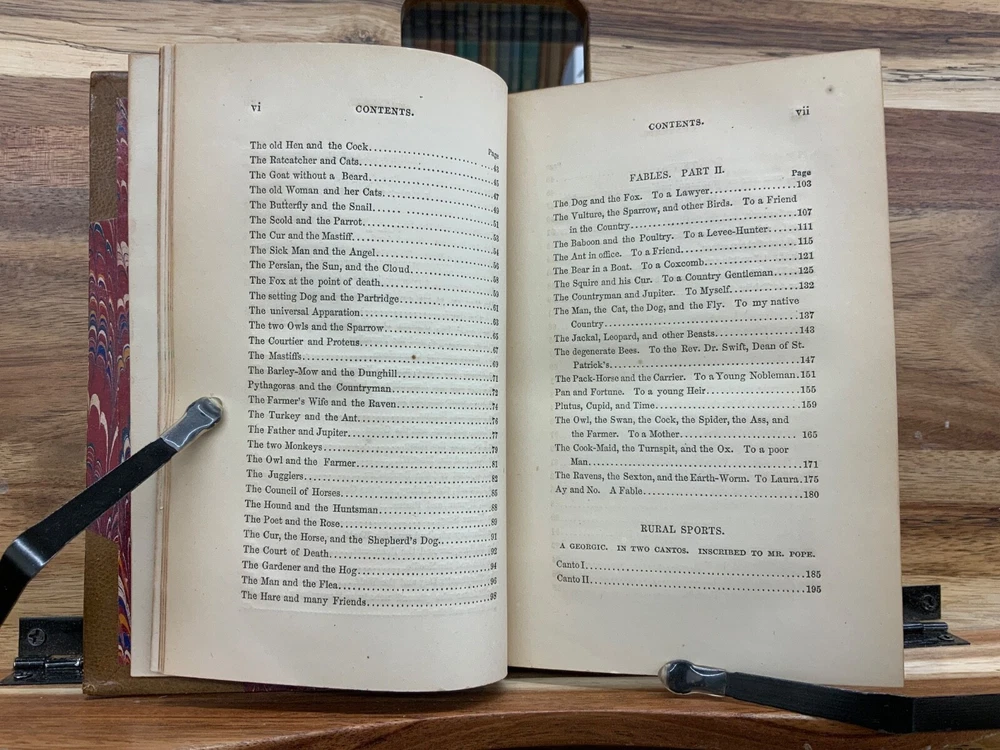 vi
CONTENTS.
Page
The old Hen and the Cock..............................43
The Ratcatcher and Cats..............................45
The Goat without a Beard..............................47
The old Woman and her Cats..............................49
The Butterfly and the Snail..............................51
The Scold and the Parrot..............................53
The Cur and the Mastiff..............................54
The Sick Man and the Angel..............................56
The Persian, the Sun, and the Cloud..............................58
The Fox at the point of death..............................
The setting Dog and the Partridge..............................61
The universal Apparation..............................63
The two Owls and the Sparrow..............................65
The Courtier and Proteus..............................67
The Mastiffs..............................69
The Barley-Mow and the Dunghill..............................71
Pythagoras and the Countryman..............................72
The Farmer's Wife and the Raven..............................74
The Turkey and the Ant..............................76
The Father and Jupiter..............................77
The two Monkeys..............................79
The Owl and the Farmer..............................81
The Jugglers..............................82
The Council of Horses..............................85
The Hound and the Huntsman..............................88
The Poet and the Rose..............................89
The Cur, the Horse, and the Shepherd's Dog..............................91
The Court of Death..............................92
The Gardener and the Hog..............................94
The Man and the Flea..............................96
The Hare and many Friends..............................98
vii
CONTENTS.
FABLES. PART II.
Page
The Dog and the Fox. To a Lawyer....................103
The Vulture, the Sparrow, and other Birds. To a Friend
in the Country..............................107
The Baboon and the Poultry. To a Levee-Hunter.......111
The Ant in office. To a Friend....................115
The Bear in a Boat. To a Coxcomb....................121
The Squire and his Cur. To a Country Gentleman.....125
The Countryman and Jupiter. To Myself...............132
The Man, the Cat, the Dog, and the Fly. To my native
Country..............................137
The Jackal, Leopard, and other Beasts...............143
The degenerate Bees. To the Rev. Dr. Swift, Dean of St.
Patrick's..............................147
The Pack-Horse and the Carrier. To a Young Nobleman.151
Pan and Fortune. To a young Heir....................155
Plutus, Cupid, and Time..............................159
The Owl, the Swan, the Cock, the Spider, the Ass, and
the Farmer. To a Mother.............................. 165
The Cook-Maid, the Turnspit, and the Ox. To a poor
Man..............................171
The Ravens, the Sexton, and the Earth-Worm. To Laura.175
Ay and No. A Fable..............................180
RURAL SPORTS.
A GEORGIC. IN TWO CANTOS. INSCRIBED TO MR. POPE.
Canto I..............................185
Canto II..............................195